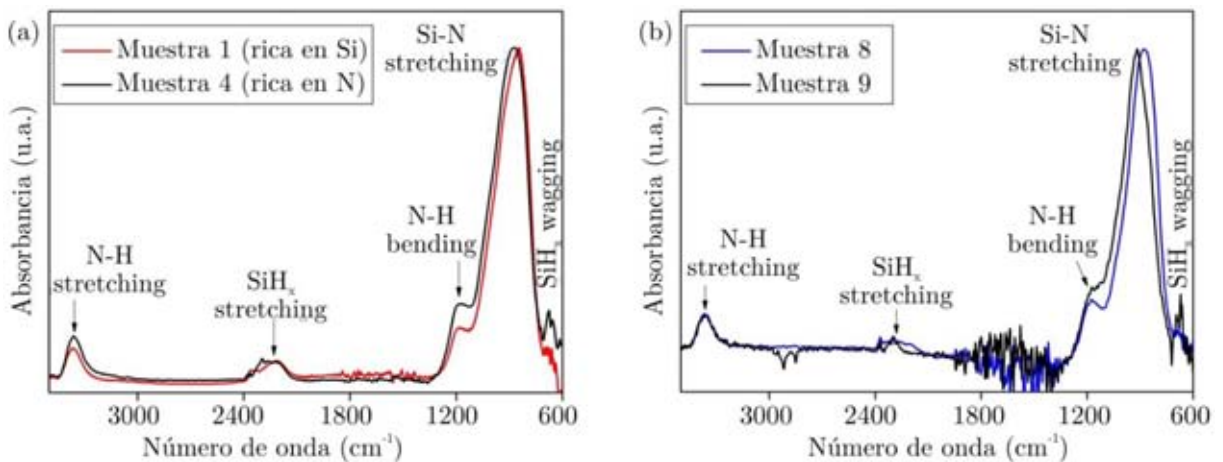 (a)
Muestra 1 (rica en Si)
Muestra 4 (rica en N)
Si-N
stretching
N-H
bending
N-H
stretching
SiHₓ
stretching
SiHₓ wagging
Absorbancia (u.a.)
3000 2400 1800 1200 600
Número de onda (cm⁻¹)
(b)
Muestra 8
Muestra 9
Si-N
stretching
N-H
bending
N-H
stretching
SiHₓ
stretching
SiHₓ wagging
Absorbancia (u.a.)
3000 2400 1800 1200 600
Número de onda (cm⁻¹)